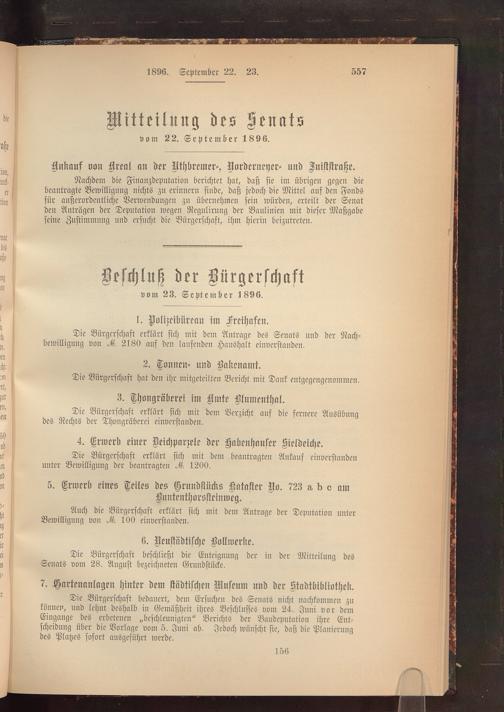 1896. September 22. 23.
557
Mitteilung des Senats
vom 22. September 1896.
Ankauf von Areal an der Uthbremer-, Norderneyer- und Juiststraße.
Nachdem die Finanzdeputation berichtet hat, daß sie im übrigen gegen die
beantragte Bewilligung nichts zu erinnern finde, daß jedoch die Mittel auf den Fonds
für außerordentliche Verwendungen zu übernehmen sein würden, erteilt der Senat
den Anträgen der Deputation wegen Regulirung der Baulinien mit dieser Maßgabe
seine Zustimmung und ersucht die Bürgerschaft, ihm hierin beizutreten.
Beschluß der Bürgerschaft
vom 23. September 1896.
1. Polizeibüreau im Freihafen.
Die Bürgerschaft erklärt sich mit dem Antrage des Senats und der Nach-
bewilligung von M. 2180 auf den laufenden Haushalt einverstanden.
2. Tonnen- und Bakenamt.
Die Bürgerschaft hat den ihr mitgeteilten Bericht mit Dank entgegengenommen.
3. Thongräberei im Amte Blumenthal.
Die Bürgerschaft erklärt sich mit dem Verzicht auf die fernere Ausübung
des Rechts der Thongräberei einverstanden.
4. Erwerb einer Deichparzele der Habenhauser Sieldeiche.
Die Bürgerschaft erklärt sich mit dem beantragten Ankauf einverstanden
unter Bewilligung der beantragten M. 1200.
5. Erwerb eines Teiles des Grundstücks Kataster No. 723 a b c am
Buntenthorsteinweg.
Auch die Bürgerschaft erklärt sich mit dem Antrage der Deputation unter
Bewilligung von M. 100 einverstanden.
6. Neustädtische Bollwerke.
Die Bürgerschaft beschließt die Enteignung der in der Mitteilung des
Senats vom 28. August bezeichneten Grundstücke.
7. Gartenanlagen hinter dem städtischen Museum und der Stadtbibliothek.
Die Bürgerschaft bedauert, dem Ersuchen des Senats nicht nachkommen zu
können, und lehnt deshalb in Gemäßheit ihres Beschlusses vom 24. Juni vor dem
Eingange des erbetenen „beschleunigten" Berichts der Baudeputation ihre Ent-
scheidung über die Vorlage vom 5. Juni ab. Jedoch wünscht sie, daß die Planierung
des Platzes sofort ausgeführt werde.
156